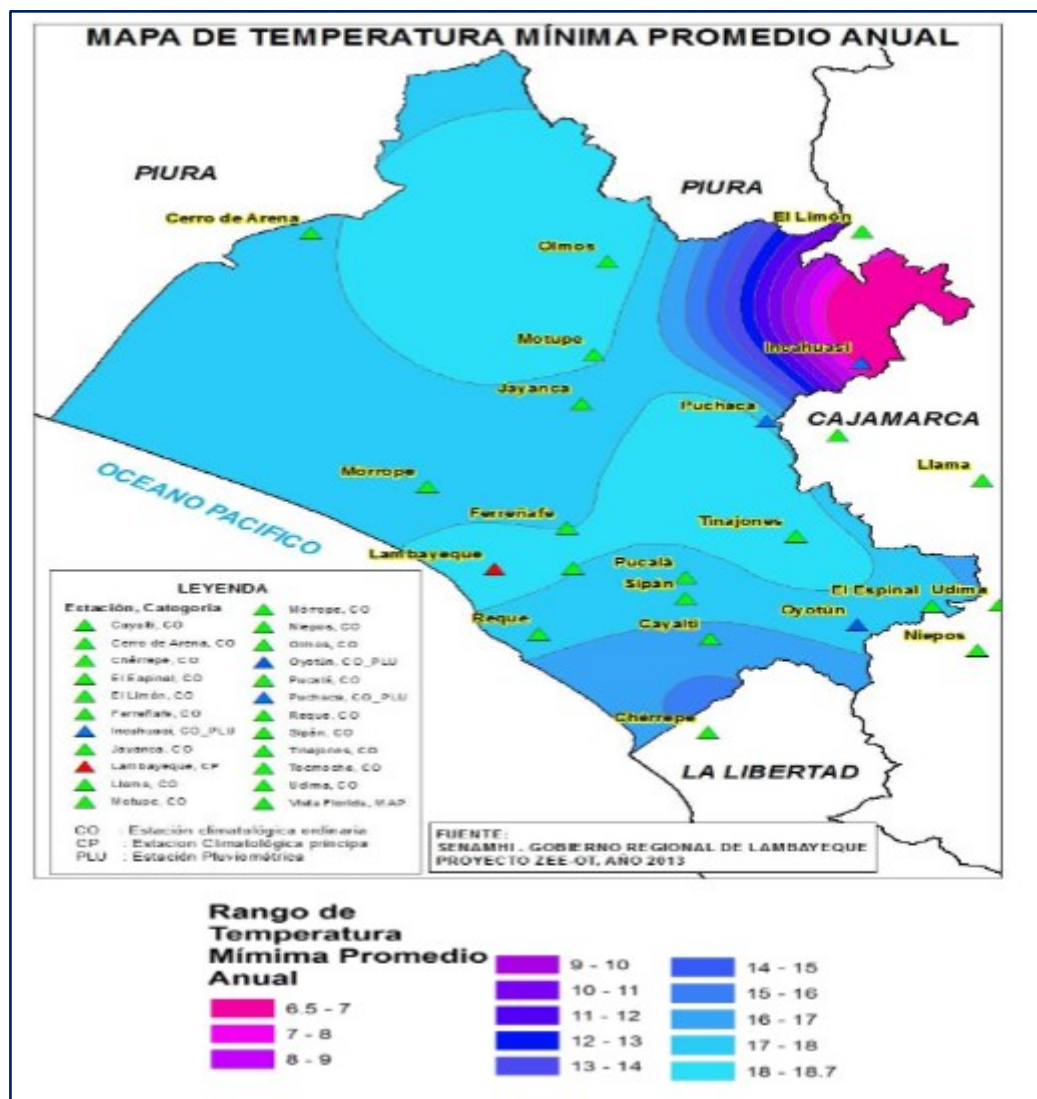 MAPA DE TEMPERATURA MÍNIMA PROMEDIO ANUAL
PIURA
PIURA
Cerro de Arena
El Limón
Olmos
Motupe
Incahuasi
Jayanca
Puchaca
CAJAMARCA
Llama
Morrope
OCEANO PACIFICO
Ferreñafe
Tinajones
Lambayeque
Pucalá
Sipán
El Espinal
Udima
Reque
Cayalti
Oyotún
Niepos
Chérrepe
LA LIBERTAD
LEYENDA
Estación, Categoría
Cayalti, CO
Cerro de Arena, CO
Chérrepe, CO
El Espinal, CO
El Limón, CO
Ferreñafe, CO
Incahuasi, CO_PLU
Jayanca, CO
Lambayeque, CP
Llama, CO
Motupe, CO
Morrope, CO
Niepos, CO
Olmos, CO
Oyotún, CO_PLU
Pucalá, CO
Puchaca, CO_PLU
Reque, CO
Sipán, CO
Tinajones, CO
Tocmoche, CO
Udima, CO
Vista Florida, MAP
CO : Estación climatológica ordinaria
CP : Estacion Climatológica principa
PLU : Estación Pluviométrica
FUENTE:
SENAMHI - GOBIERNO REGIONAL DE LAMBAYEQUE
PROYECTO ZEE-OT, AÑO 2013
Rango de
Temperatura
Mímima Promedio
Anual
6.5 - 7
7 - 8
8 - 9
9 - 10
10 - 11
11 - 12
12 - 13
13 - 14
14 - 15
15 - 16
16 - 17
17 - 18
18 - 18.7